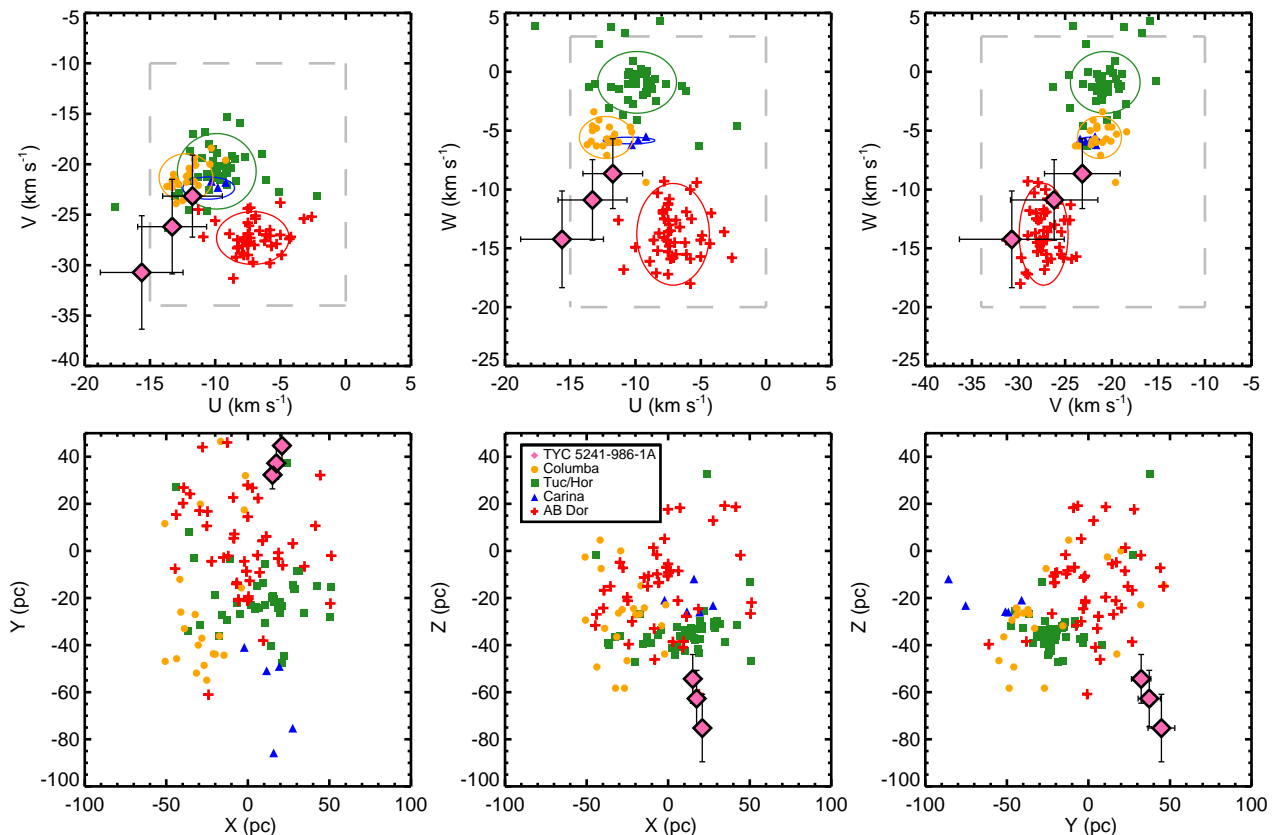 -10
-5
-15
-20
-25
-30
-35
-40
V (km s⁻¹)
-20 -15 -10 -5 0 5
U (km s⁻¹)
5
0
-5
-10
-15
-20
-25
W (km s⁻¹)
-20 -15 -10 -5 0 5
U (km s⁻¹)
5
0
-5
-10
-15
-20
-25
W (km s⁻¹)
-40 -35 -30 -25 -20 -15 -10 -5
V (km s⁻¹)
40
20
0
-20
-40
-60
-80
-100
Y (pc)
-100 -50 0 50 100
X (pc)
40
20
0
-20
-40
-60
-80
-100
Z (pc)
TYC 5241-986-1A
Columba
Tuc/Hor
Carina
AB Dor
-100 -50 0 50 100
X (pc)
40
20
0
-20
-40
-60
-80
-100
Z (pc)
-100 -50 0 50 100
Y (pc)